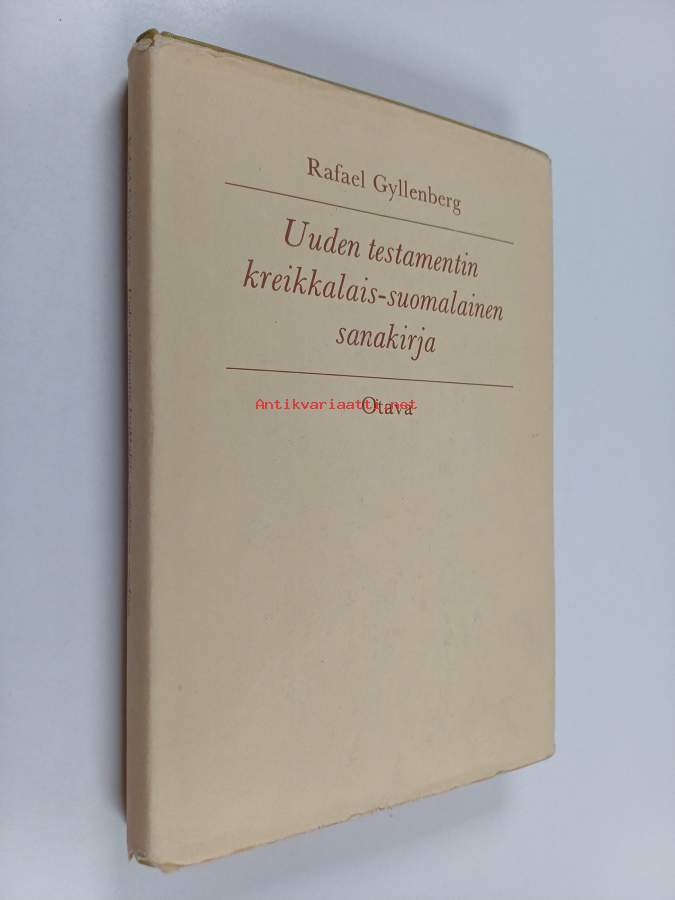 Rafael Gyllenberg
Uuden testamentin
kreikkalais-suomalainen
sanakirja
Otava
Antikvariaatti.net